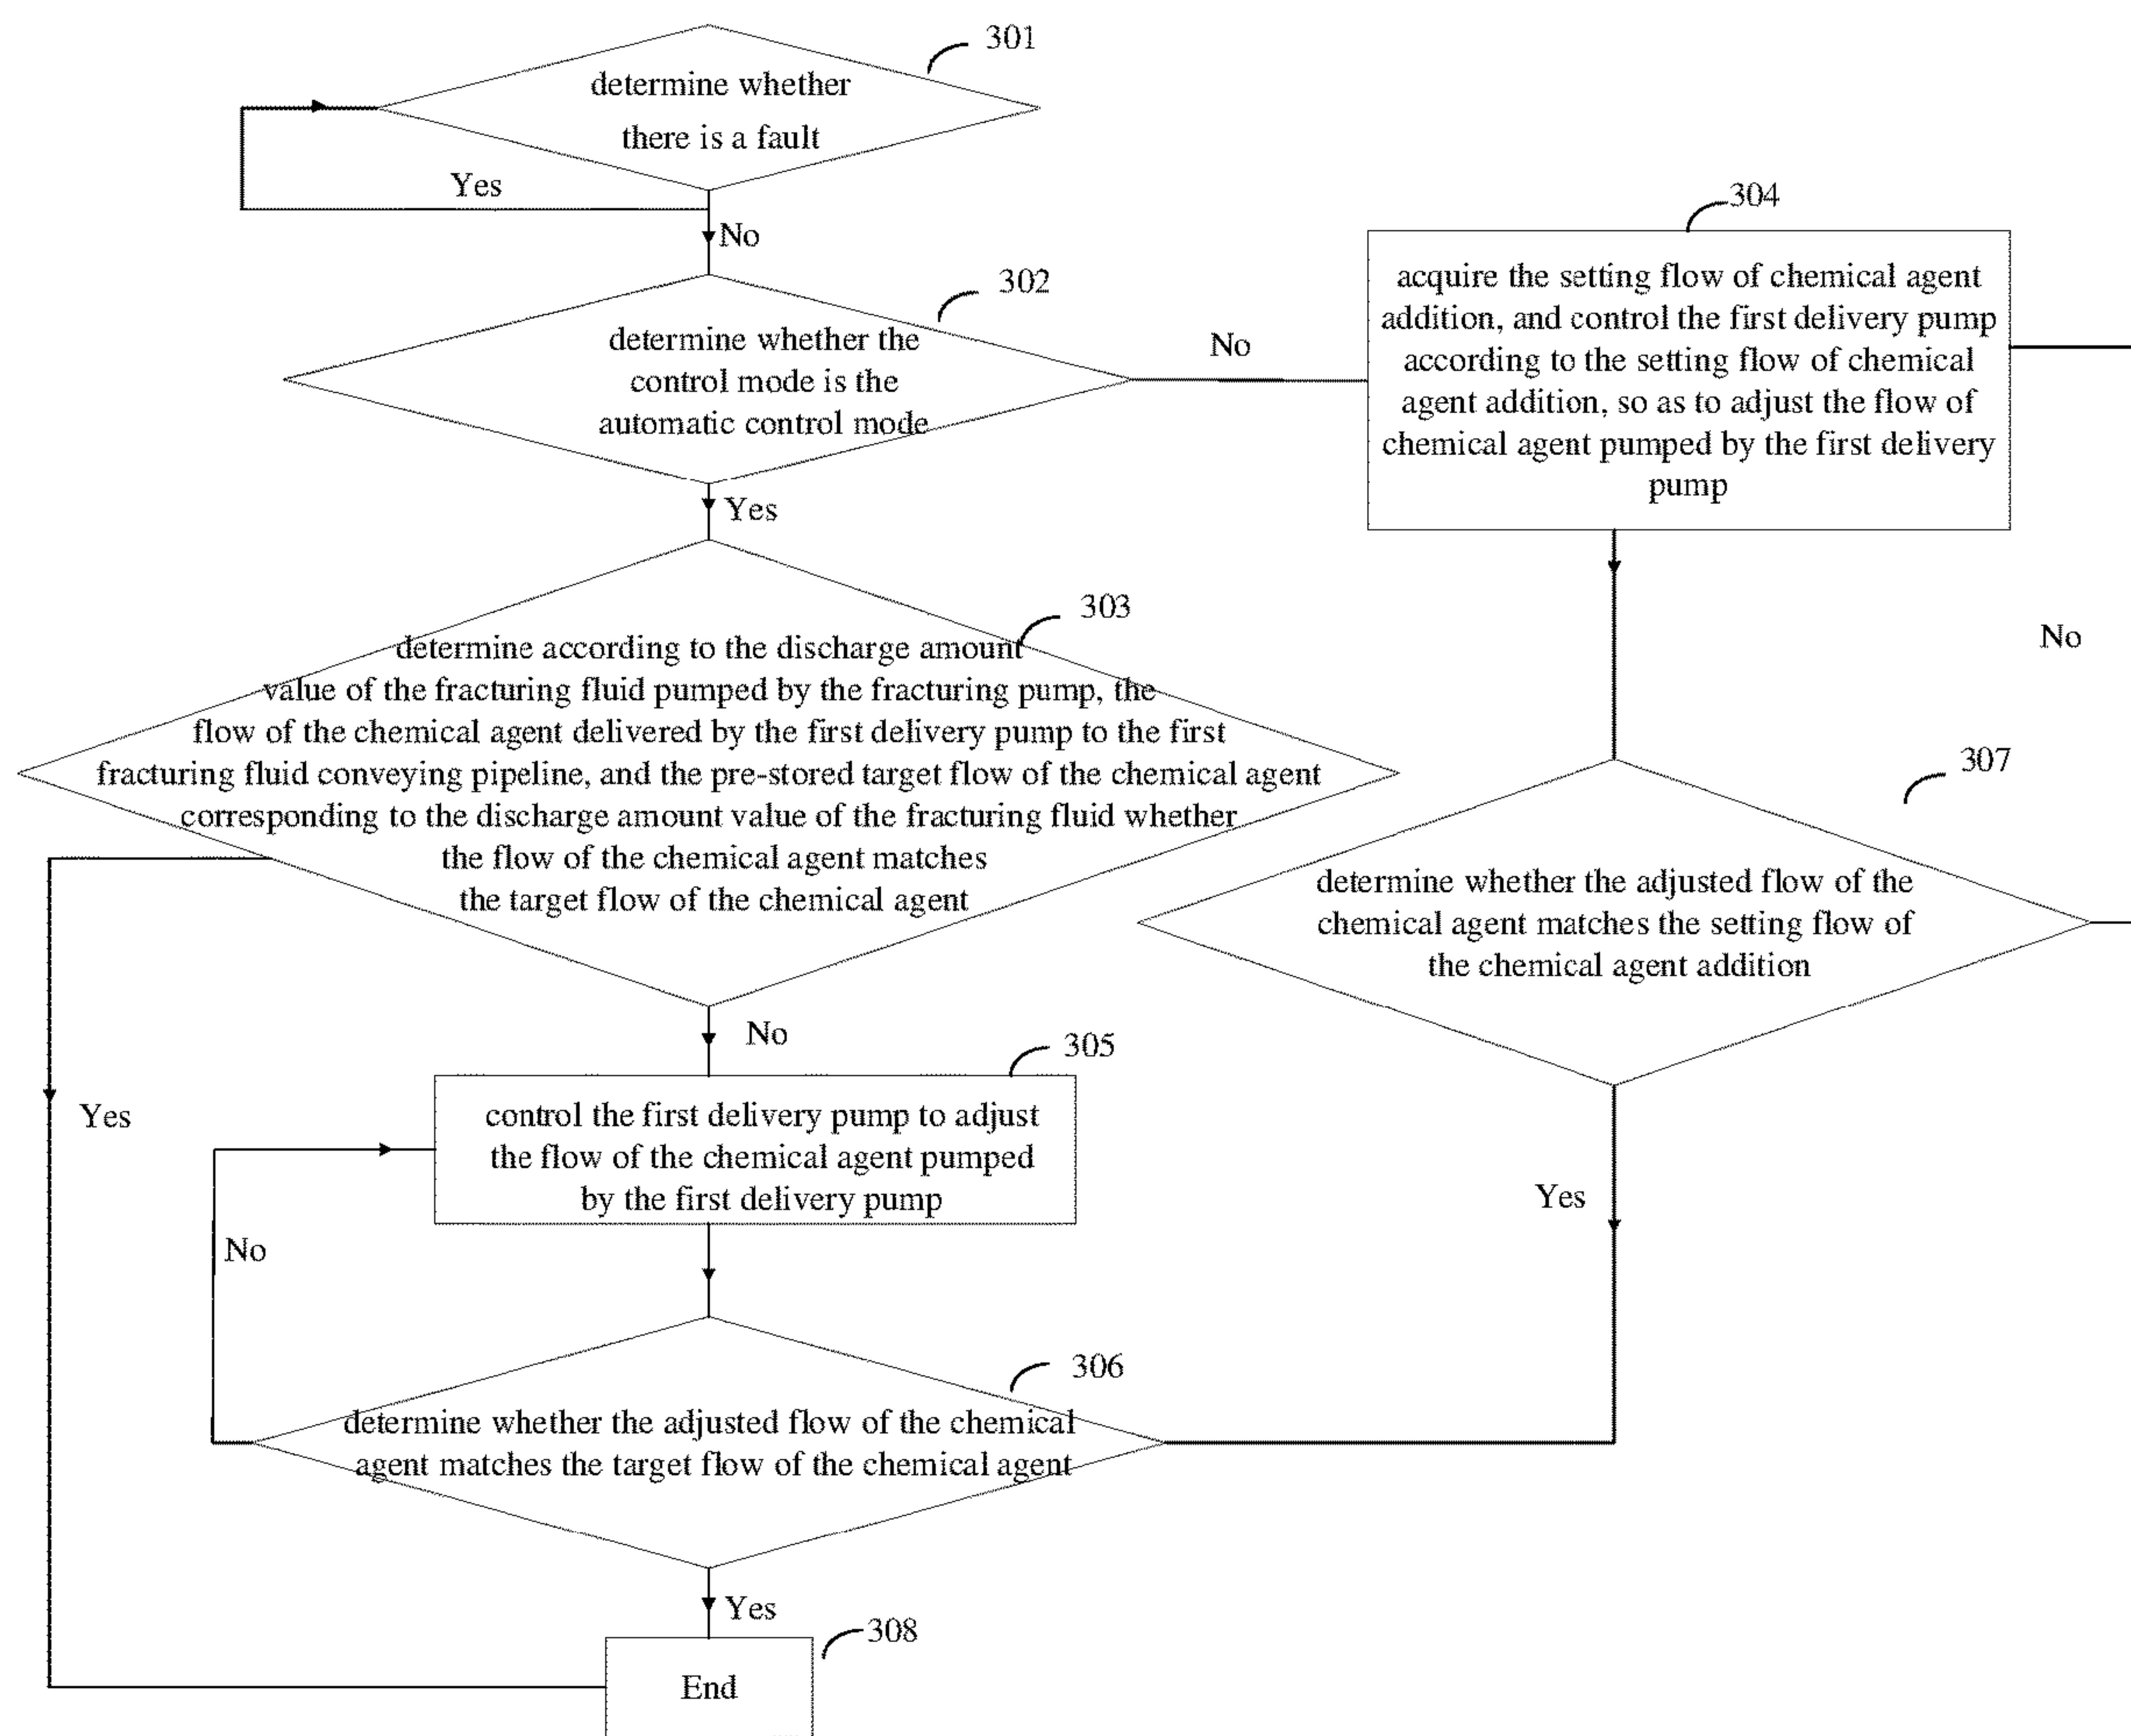 301
determine whether
there is a fault
Yes
No
302
determine whether the
control mode is the
automatic control mode
No
304
acquire the setting flow of chemical agent
addition, and control the first delivery pump
according to the setting flow of chemical
agent addition, so as to adjust the flow of
chemical agent pumped by the first delivery
pump
Yes
303
determine according to the discharge amount
value of the fracturing fluid pumped by the fracturing pump, the
flow of the chemical agent delivered by the first delivery pump to the first
fracturing fluid conveying pipeline, and the pre-stored target flow of the chemical agent
corresponding to the discharge amount value of the fracturing fluid whether
the flow of the chemical agent matches
the target flow of the chemical agent
No
307
determine whether the adjusted flow of the
chemical agent matches the setting flow of
the chemical agent addition
No
305
Yes
control the first delivery pump to adjust
the flow of the chemical agent pumped
by the first delivery pump
Yes
No
306
determine whether the adjusted flow of the chemical
agent matches the target flow of the chemical agent
Yes
308
End